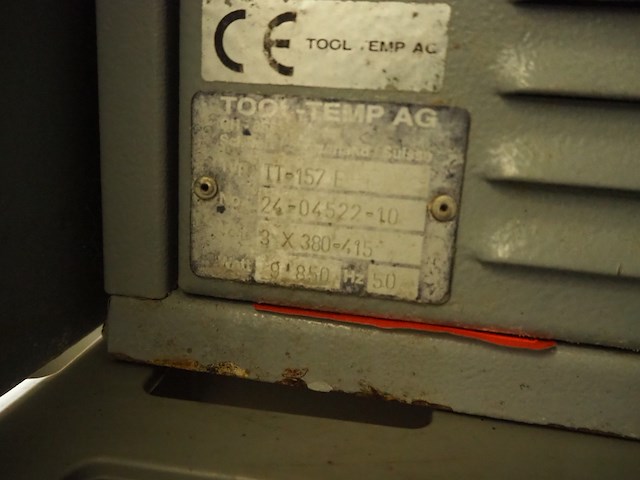 CE TOOL-TEMP AG
TOOL-TEMP AG
TT-157 E
No. 24-04522-10
3 X 380-415
9'850 Hz 50